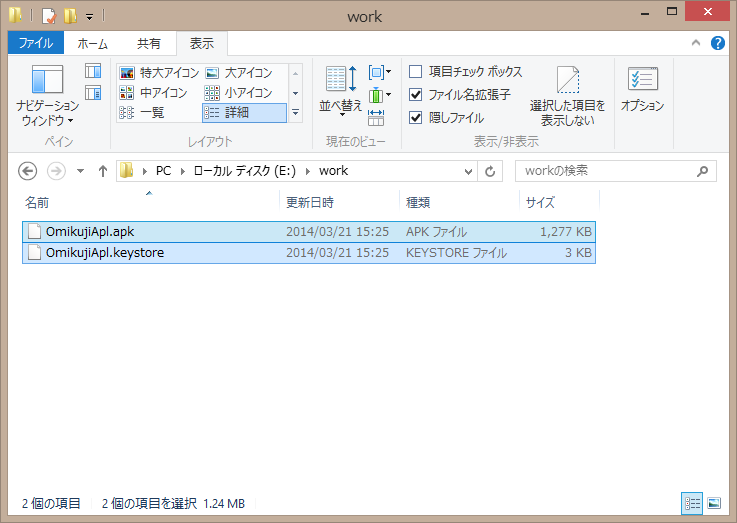 work
ファイル ホーム 共有 表示
ナビゲーション
ウィンドウ
ペイン
特大アイコン 大アイコン
中アイコン 小アイコン
一覧 詳細
レイアウト
並べ替え
現在のビュー
項目チェック ボックス
ファイル名拡張子
隠しファイル
選択した項目を
表示しない
表示/非表示
オプション
PC ローカル ディスク (E:) work
workの検索
名前 更新日時 種類 サイズ
OmikujiApl.apk 2014/03/21 15:25 APK ファイル 1,277 KB
OmikujiApl.keystore 2014/03/21 15:25 KEYSTORE ファイル 3 KB
2 個の項目 2 個の項目を選択 1.24 MB